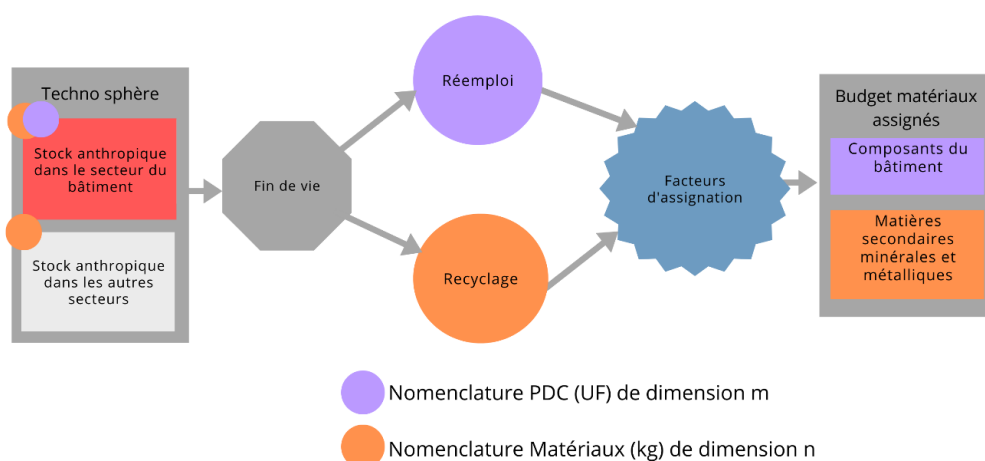 Techno sphère
Stock anthropique
dans le secteur du
bâtiment
Stock anthropique
dans les autres
secteurs
Fin de vie
Réemploi
Recyclage
Facteurs
d'assignation
Budget matériaux
assignés
Composants du
bâtiment
Matières
secondaires
minérales et
métalliques
Nomenclature PDC (UF) de dimension m
Nomenclature Matériaux (kg) de dimension n